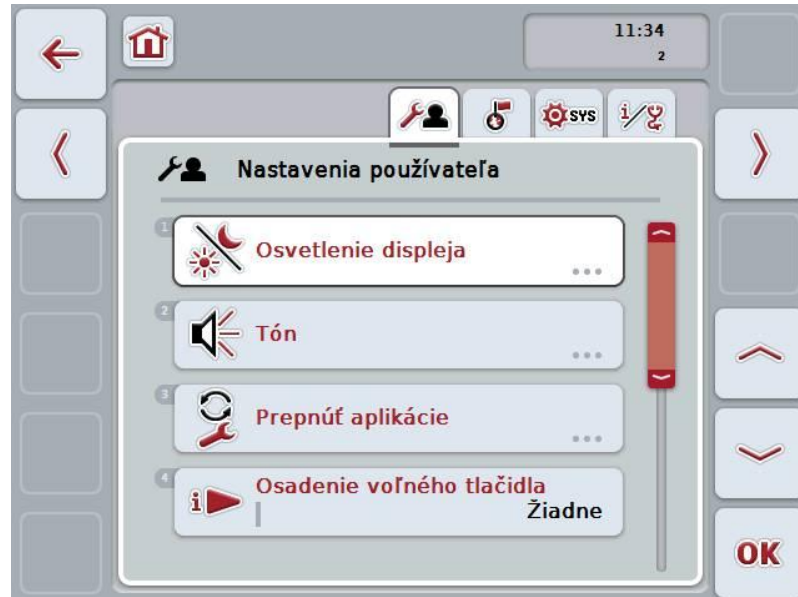 11:34
2
SYS
i
Nastavenia používateľa
1
Osvetlenie displeja
2
Tón
3
Prepnúť aplikácie
4
Osadenie voľného tlačidla
i
Žiadne
OK